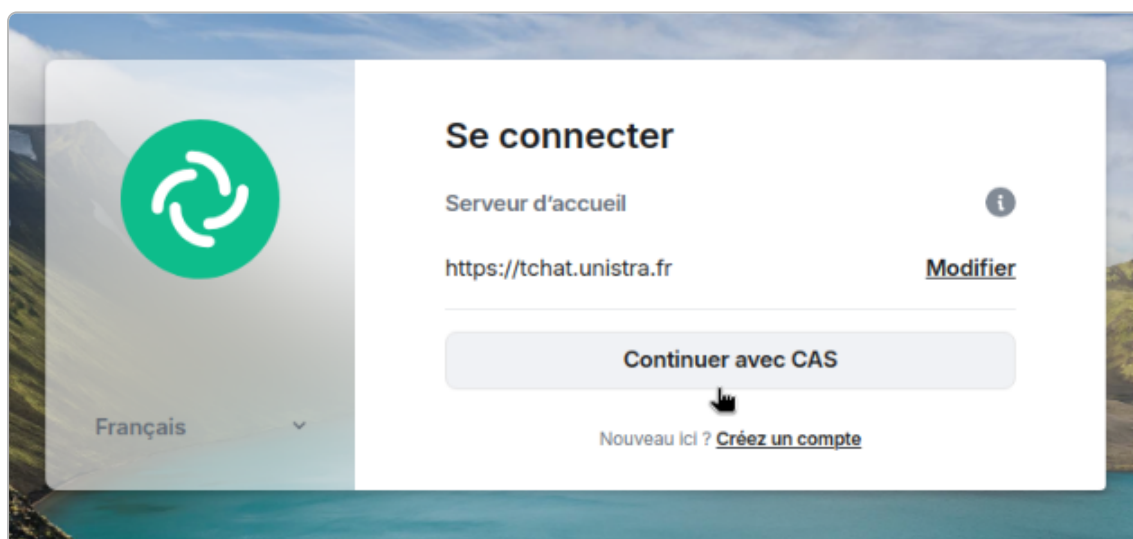 Se connecter
Serveur d'accueil
https://tchat.unistra.fr
Modifier
Continuer avec CAS
Français
Nouveau ici ? Créez un compte